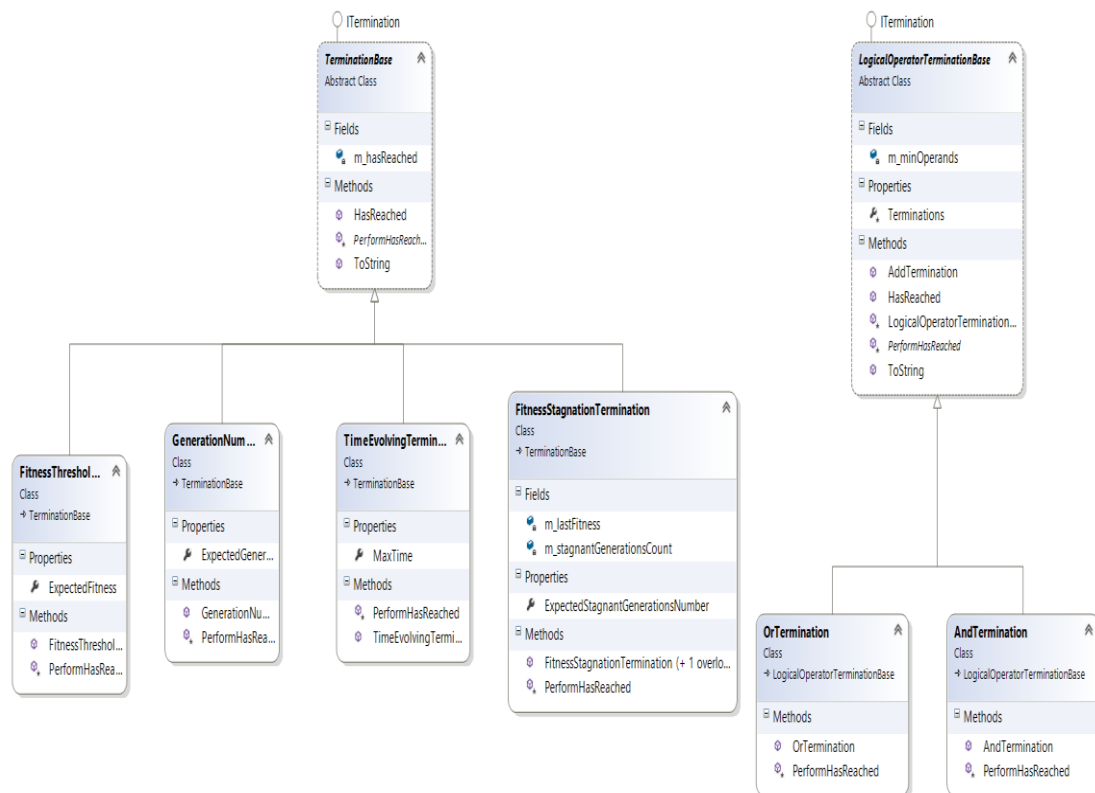 ITermination
TerminationBase
Abstract Class
Fields
m_hasReached
Methods
HasReached
PerformHasReach...
ToString
ITermination
LogicalOperatorTerminationBase
Abstract Class
Fields
m_minOperands
Properties
Terminations
Methods
AddTermination
HasReached
LogicalOperatorTermination...
PerformHasReached
ToString
FitnessThreshol...
Class
TerminationBase
Properties
ExpectedFitness
Methods
FitnessThreshol...
PerformHasRea...
GenerationNum...
Class
TerminationBase
Properties
ExpectedGener...
Methods
GenerationNu...
PerformHasRea...
TimeEvolvingTermin...
Class
TerminationBase
Properties
MaxTime
Methods
PerformHasReached
TimeEvolvingTermi...
FitnessStagnationTermination
Class
TerminationBase
Fields
m_lastFitness
m_stagnantGenerationsCount
Properties
ExpectedStagnantGenerationsNumber
Methods
FitnessStagnationTermination (+ 1 overlo...
PerformHasReached
OrTermination
Class
LogicalOperatorTerminationBase
Methods
OrTermination
PerformHasReached
AndTermination
Class
LogicalOperatorTerminationBase
Methods
AndTermination
PerformHasReached